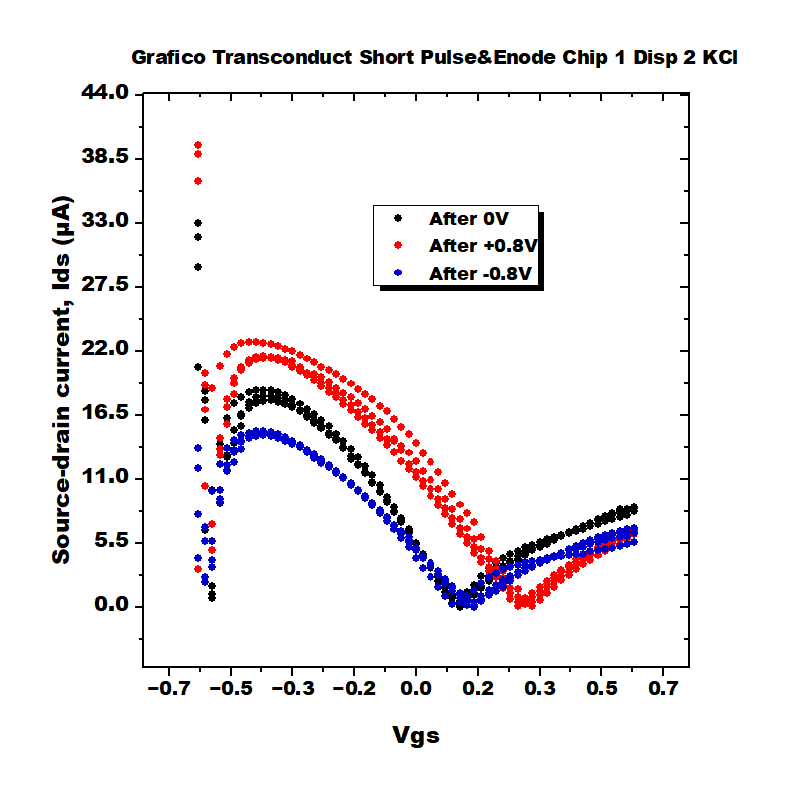 Grafico Transconduct Short Pulse&Enode Chip 1 Disp 2 KCl
44.0
38.5
33.0
27.5
22.0
16.5
11.0
5.5
0.0
Source-drain current, Ids (µA)
After 0V
After +0.8V
After -0.8V
−0.7 −0.5 −0.3 −0.2 0.0 0.2 0.3 0.5 0.7
Vgs